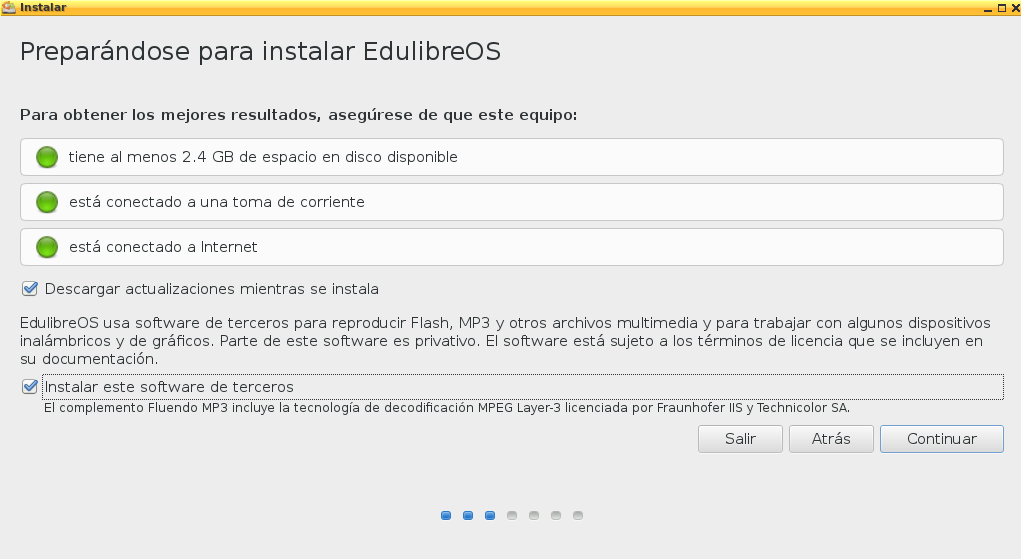 Instalar
Preparándose para instalar EdulibreOS
Para obtener los mejores resultados, asegúrese de que este equipo:
tiene al menos 2.4 GB de espacio en disco disponible
está conectado a una toma de corriente
está conectado a Internet
Descargar actualizaciones mientras se instala
EdulibreOS usa software de terceros para reproducir Flash, MP3 y otros archivos multimedia y para trabajar con algunos dispositivos
inalámbricos y de gráficos. Parte de este software es privativo. El software está sujeto a los términos de licencia que se incluyen en
su documentación.
Instalar este software de terceros
El complemento Fluendo MP3 incluye la tecnología de decodificación MPEG Layer-3 licenciada por Fraunhofer IIS y Technicolor SA.
Salir Atrás Continuar